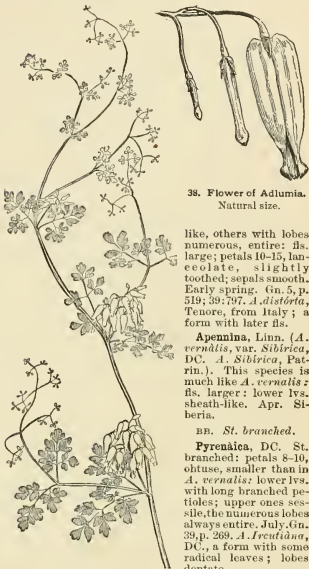 38. Flower of Adlumia.
Natural size.
like, others with lobes
numerous, entire: fls.
large; petals 10-15, lan-
ceolate, slightly
toothed; sepals smooth.
Early spring. Gn. 5, p.
519; 39:797. A. distórta,
Tenore, from Italy; a
form with later fls.
Apennìna, Linn. (A.
vernàlis, var. Sibírica,
DC. A. Sibírica, Pat-
rin.). This species is
much like A. vernalis:
fls. larger: lower lvs.
sheath-like. Apr. Si-
beria.
BB. St. branched.
Pyrenàica, DC. St.
branched: petals 8-10,
obtuse, smaller than in
A. vernalis: lower lvs.
with long branched pe-
tioles; upper ones ses-
sile, the numerous lobes
always entire. July. Gn.
39, p. 269. A. Ircutiàna,
DC., a form with some
radical leaves; lobes
dentate.